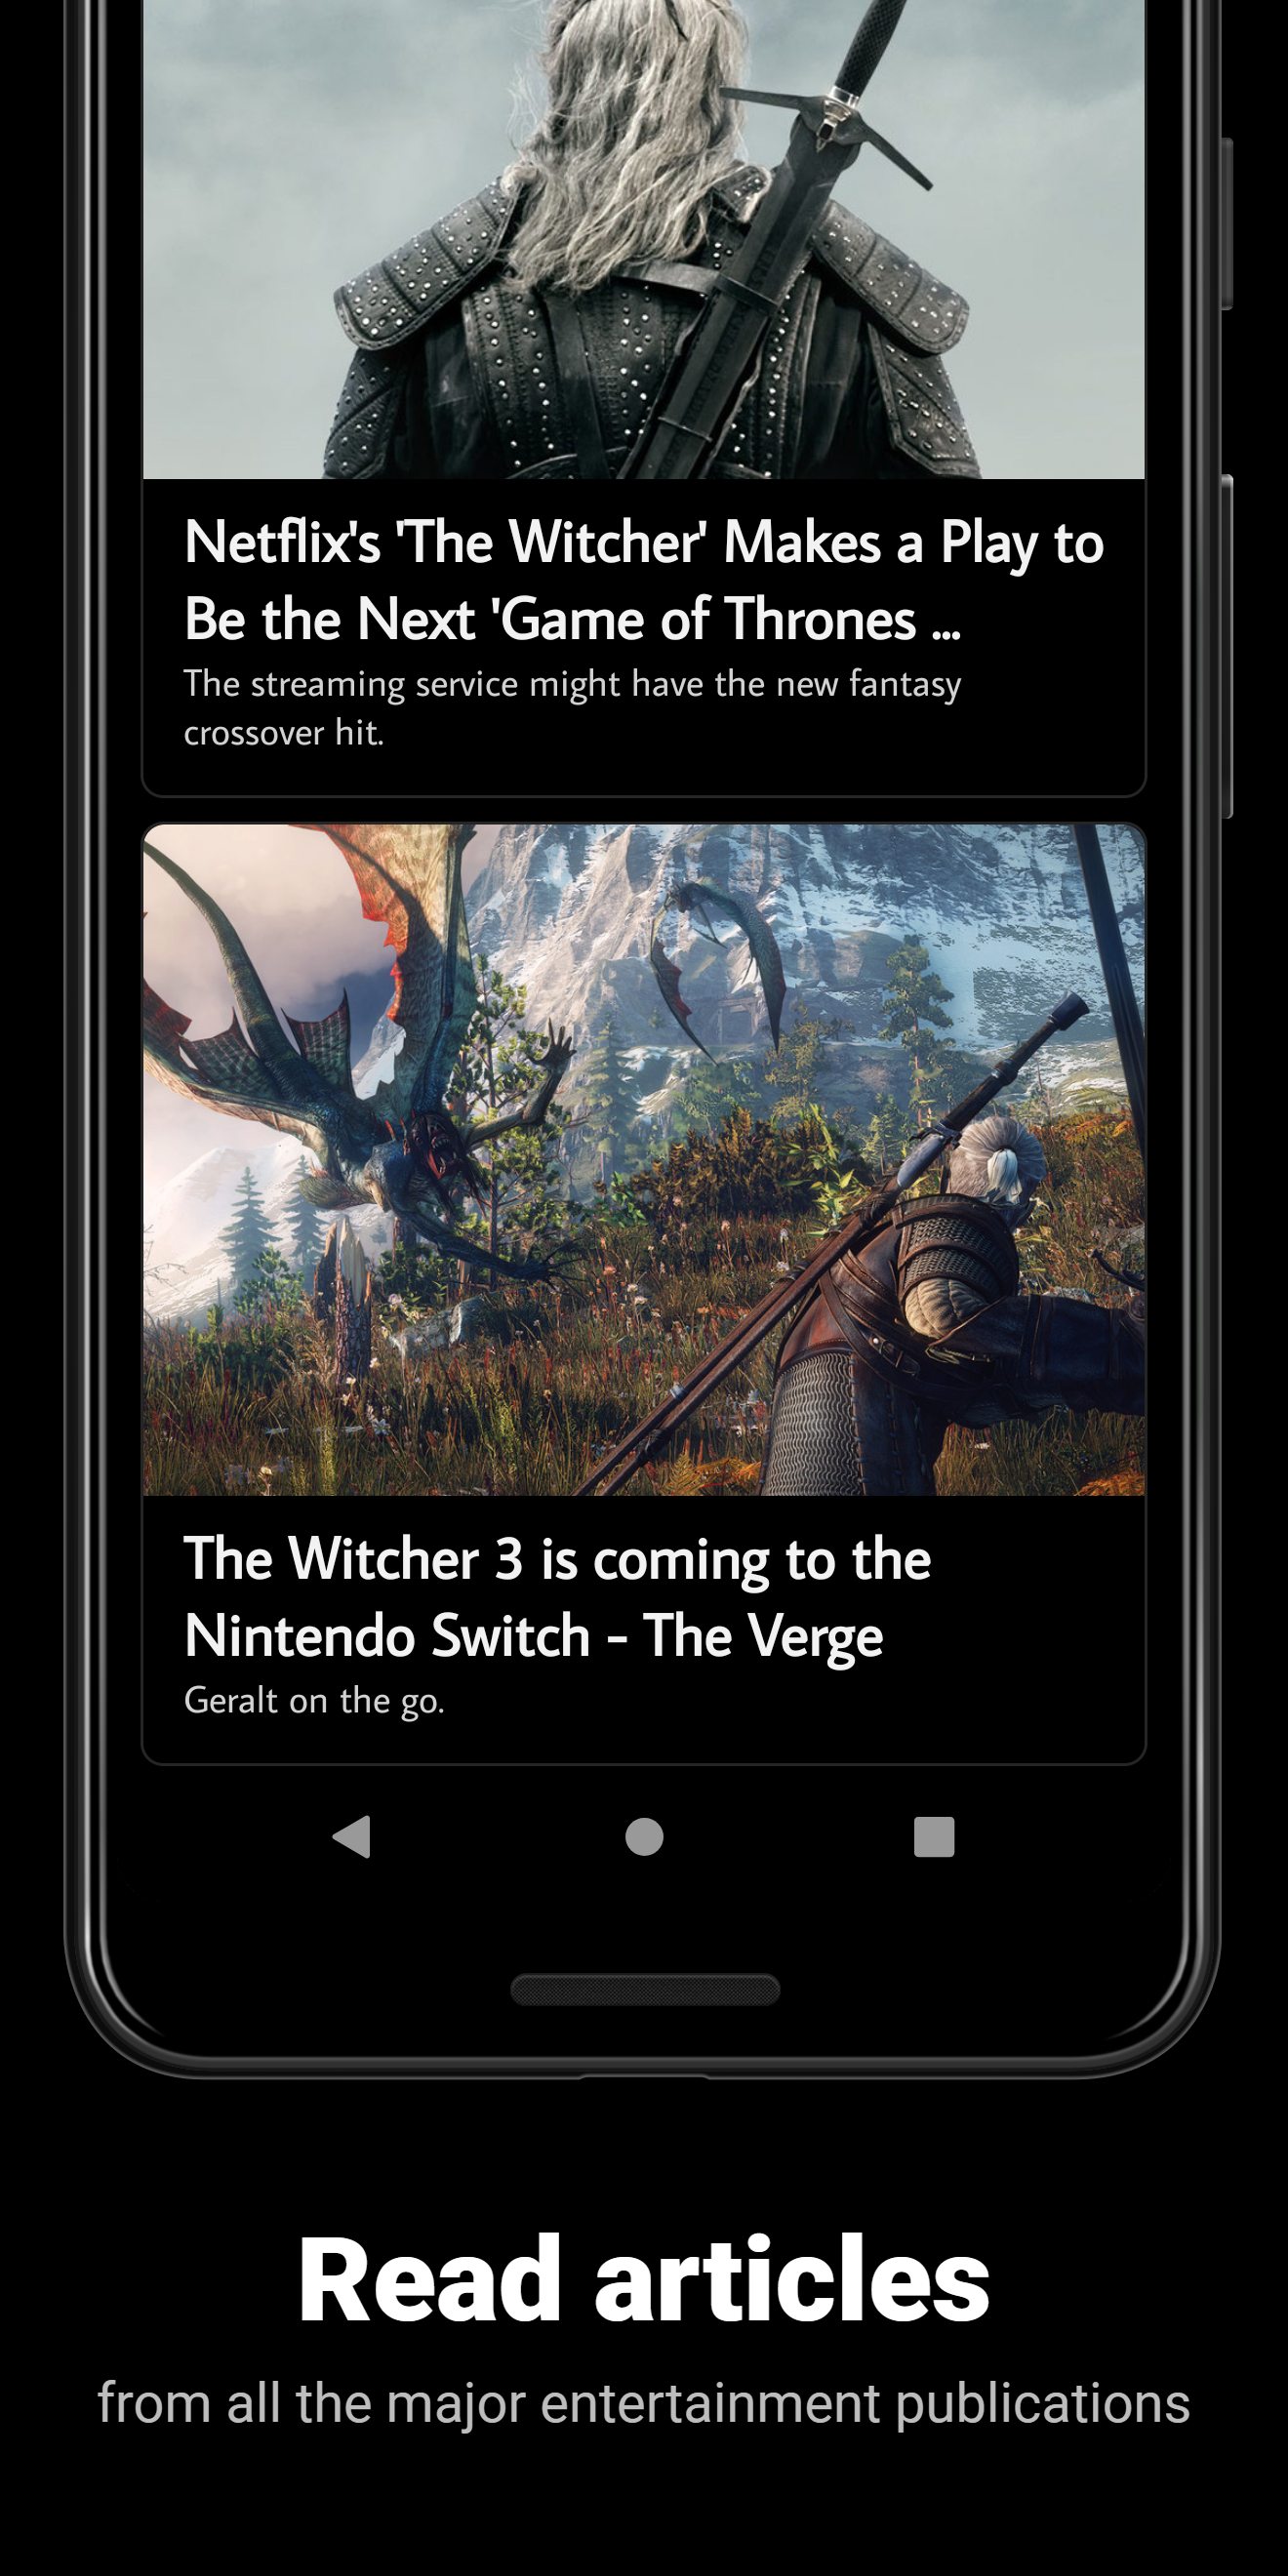 Netflix's 'The Witcher' Makes a Play to
Be the Next 'Game of Thrones ...
The streaming service might have the new fantasy
crossover hit.
The Witcher 3 is coming to the
Nintendo Switch - The Verge
Geralt on the go.
Read articles
from all the major entertainment publications